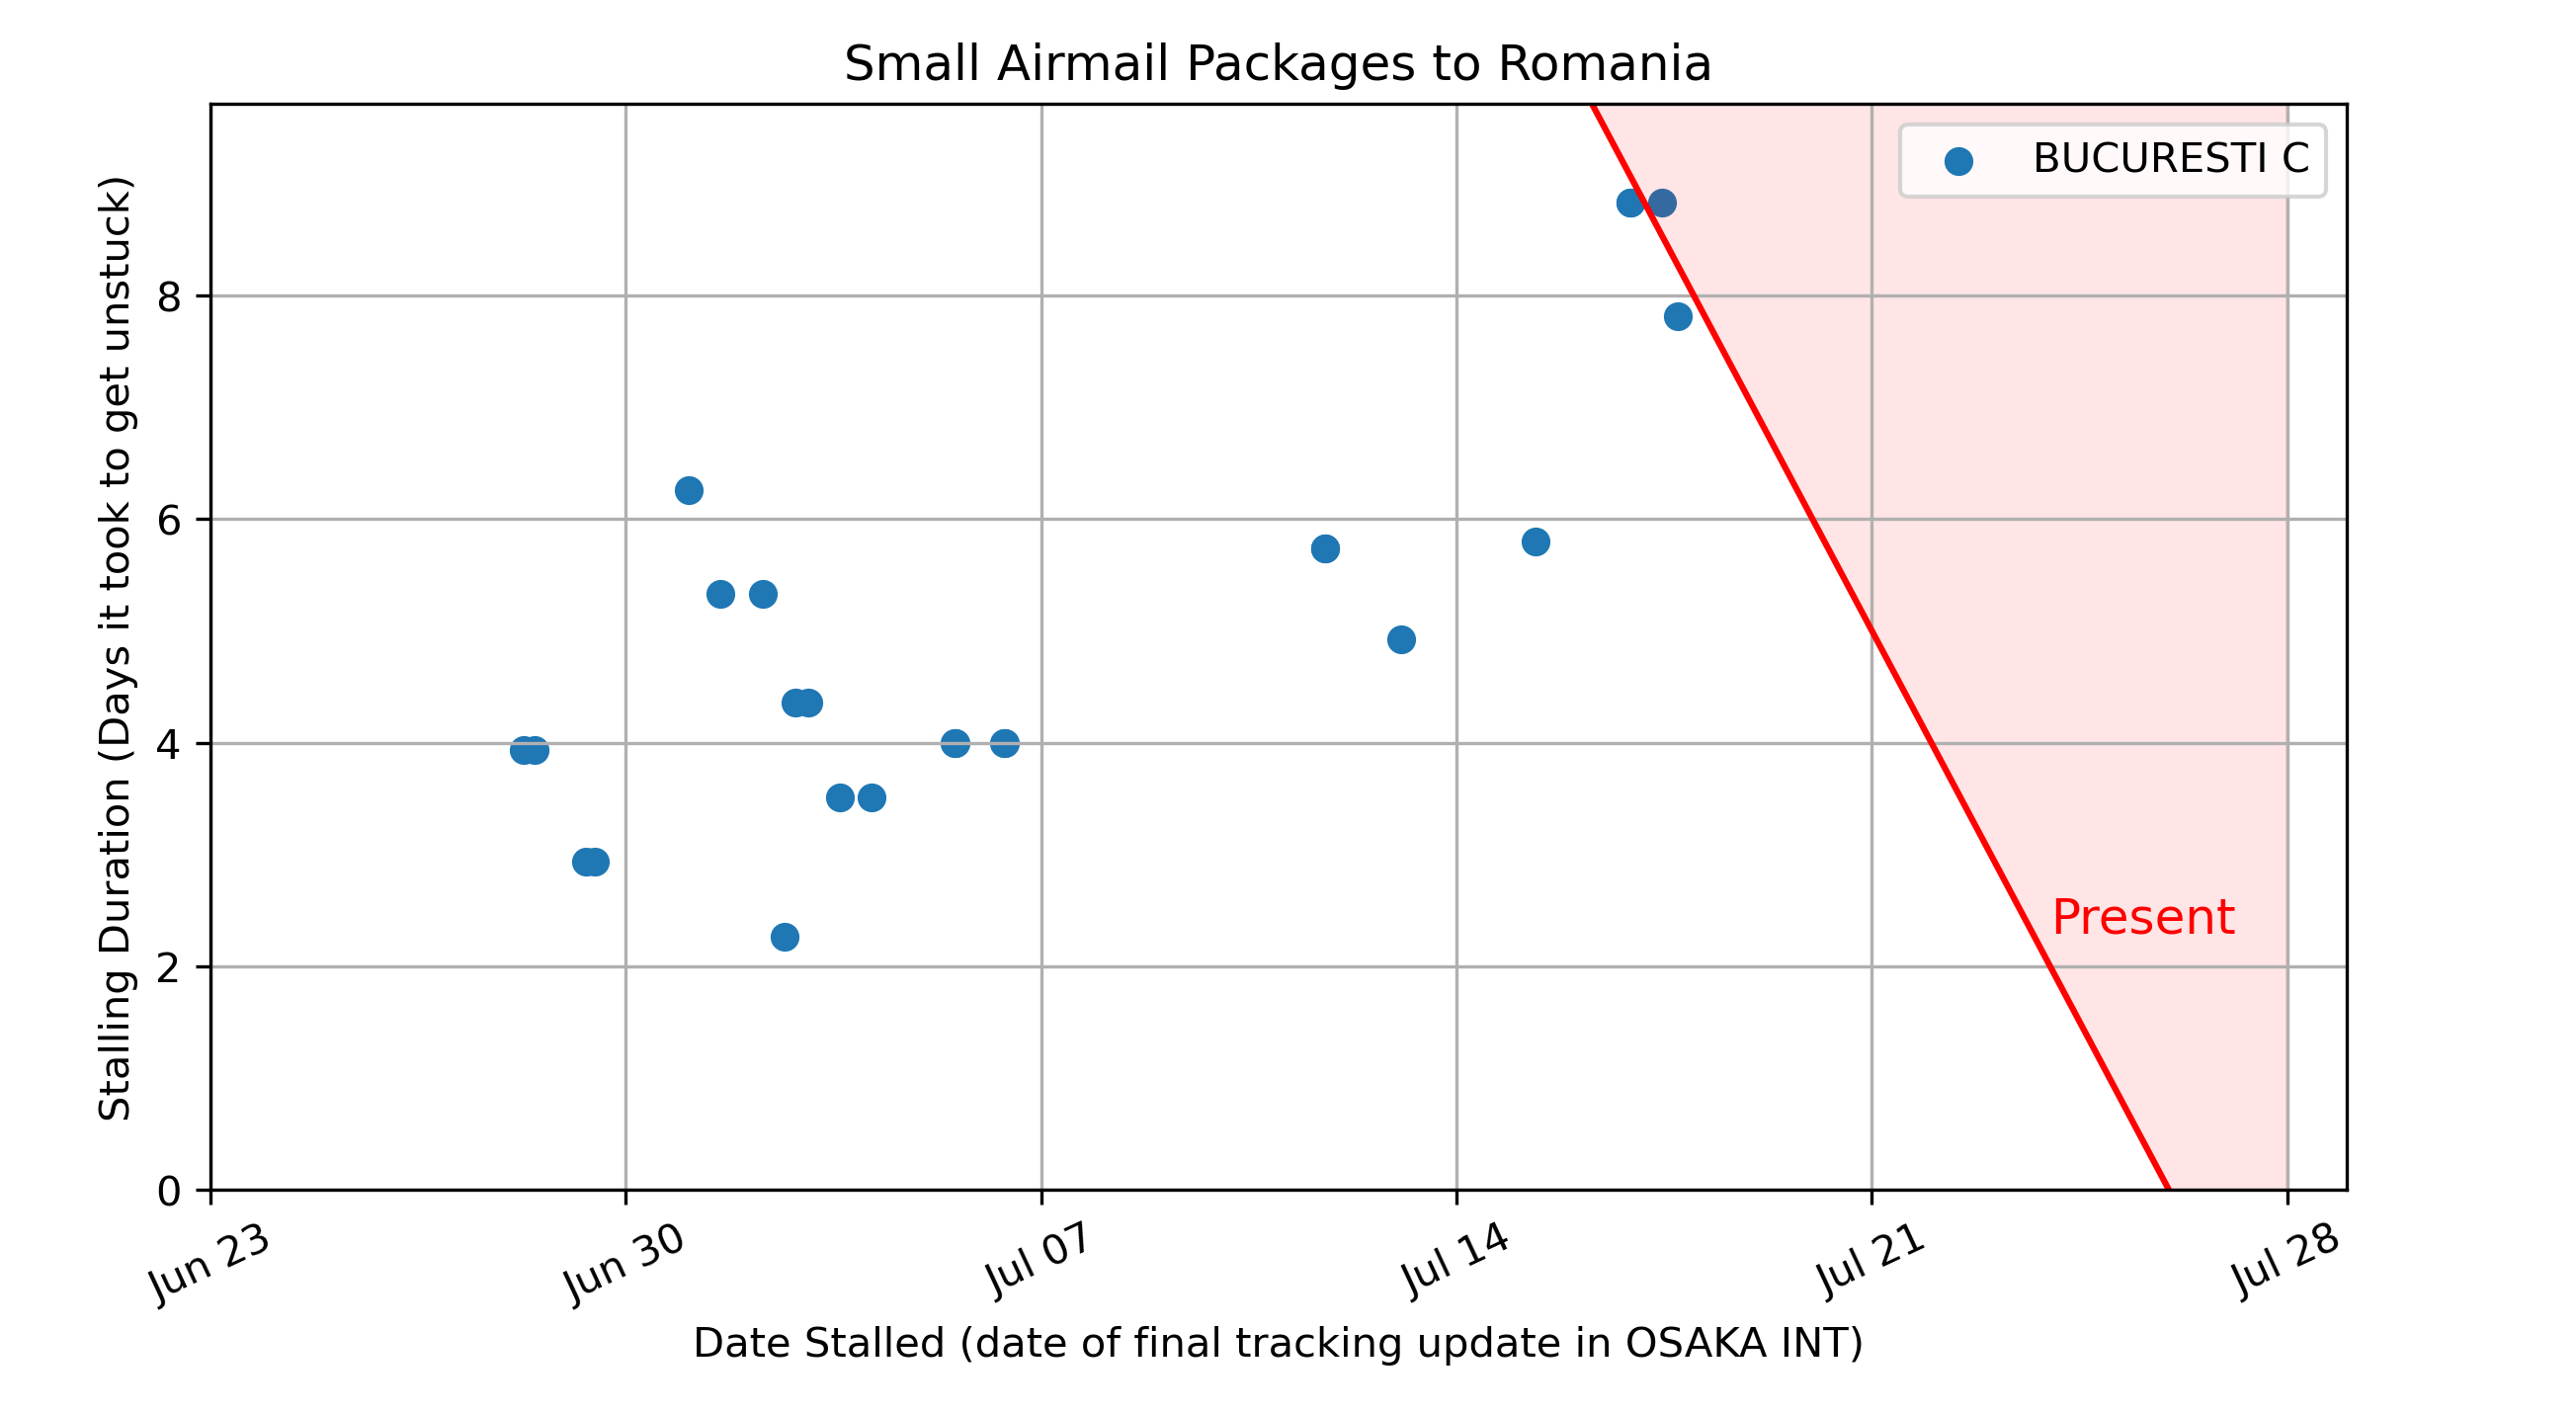 Small Airmail Packages to Romania
BUCURESTI C
Stalling Duration (Days it took to get unstuck)
8
6
4
2
0
Present
Jun 23
Jun 30
Jul 07
Jul 14
Jul 21
Jul 28
Date Stalled (date of final tracking update in OSAKA INT)